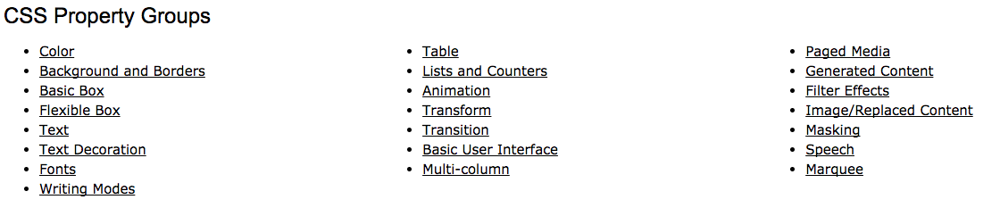 CSS Property Groups
Color
Background and Borders
Basic Box
Flexible Box
Text
Text Decoration
Fonts
Writing Modes
Table
Lists and Counters
Animation
Transform
Transition
Basic User Interface
Multi-column
Paged Media
Generated Content
Filter Effects
Image/Replaced Content
Masking
Speech
Marquee